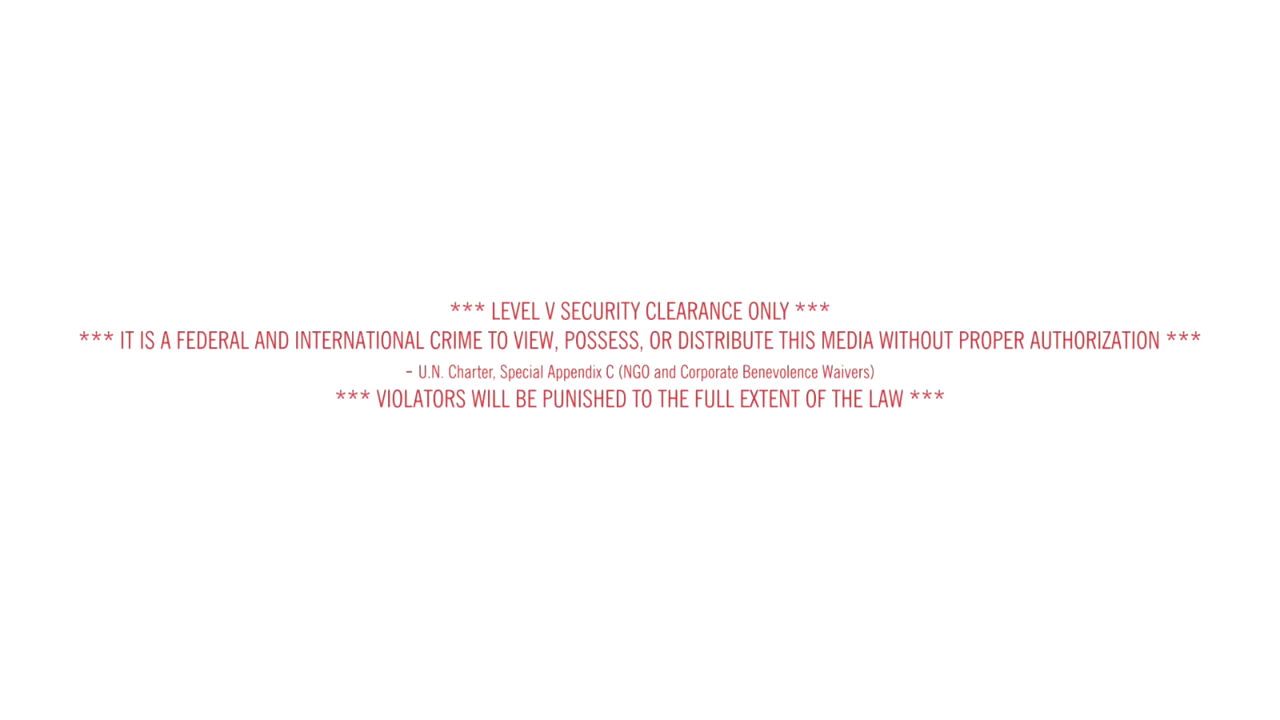 *** LEVEL V SECURITY CLEARANCE ONLY ***
*** IT IS A FEDERAL AND INTERNATIONAL CRIME TO VIEW, POSSESS, OR DISTRIBUTE THIS MEDIA WITHOUT PROPER AUTHORIZATION ***
– U.N. Charter, Special Appendix C (NGO and Corporate Benevolence Waivers)
*** VIOLATORS WILL BE PUNISHED TO THE FULL EXTENT OF THE LAW ***